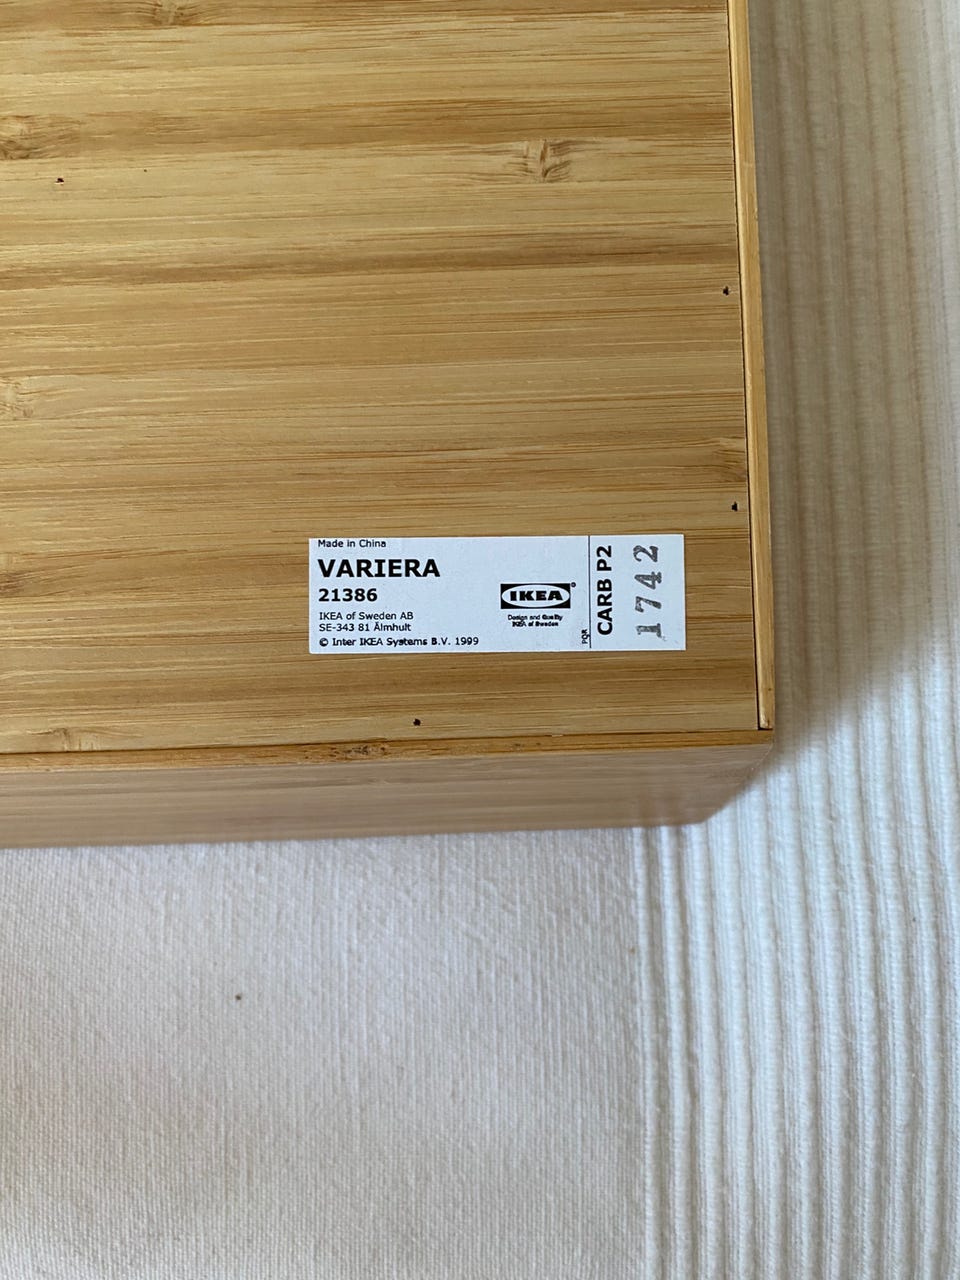 Made in China
VARIERA
21386
IKEA of Sweden AB
SE-343 81 Älmhult
© Inter IKEA Systems B.V. 1999
IKEA®
Design and Quality
IKEA of Sweden
PQR
CARB P2
1742